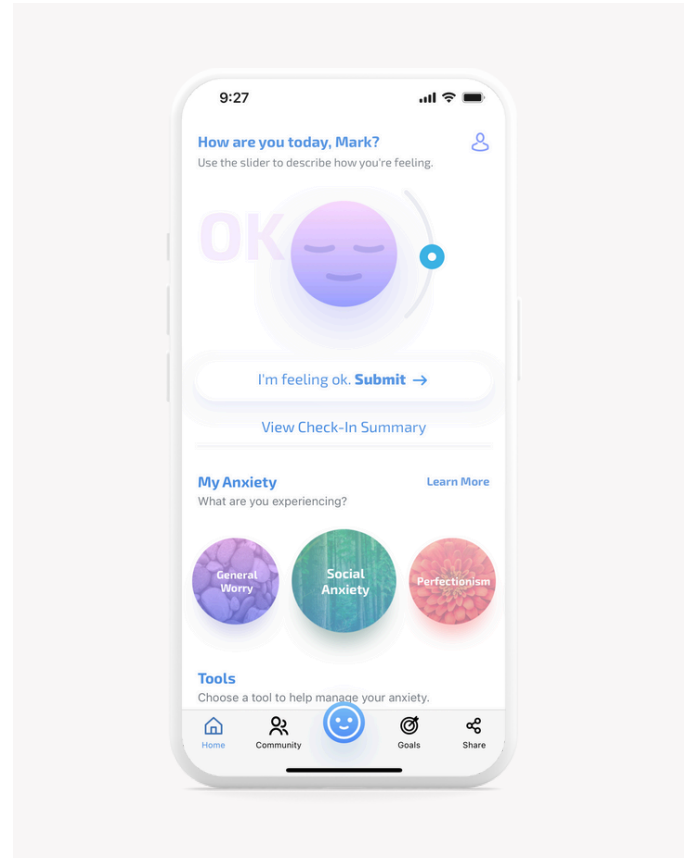 9:27
How are you today, Mark?
Use the slider to describe how you're feeling.
OK
I'm feeling ok. Submit →
View Check-In Summary
My Anxiety
Learn More
What are you experiencing?
General
Worry
Social
Anxiety
Perfectionism
Tools
Choose a tool to help manage your anxiety.
Home
Community
Goals
Share